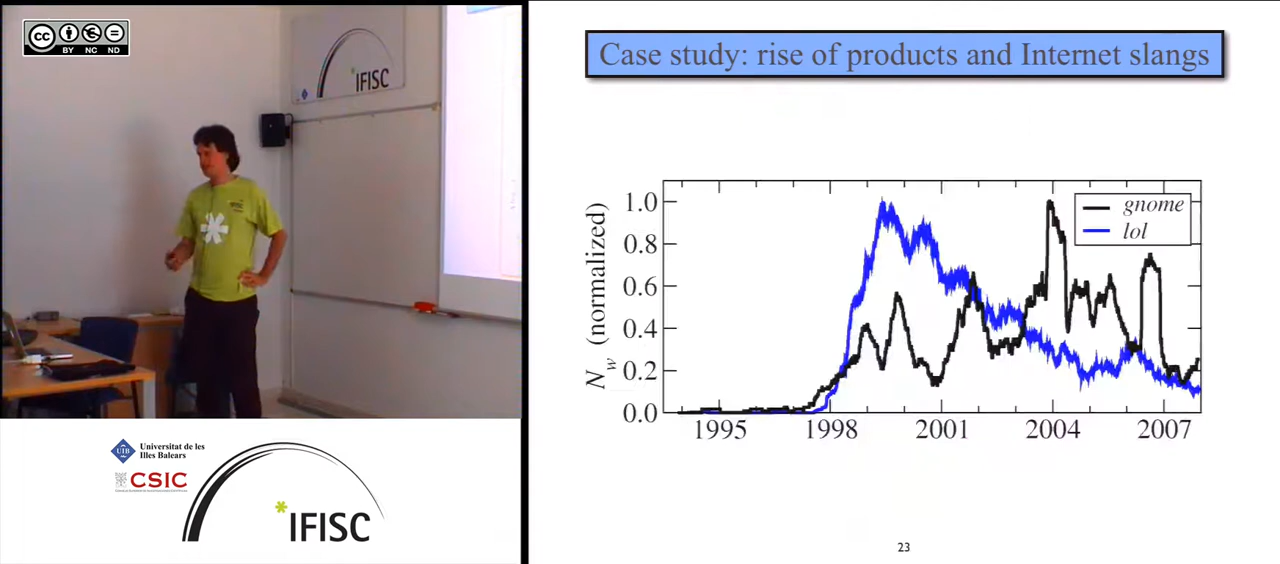 cc
BY NC ND
IFISC
Universitat de les
Illes Balears
UIB
CSIC
*IFISC
Case study: rise of products and Internet slangs
N_w (normalized)
1.0
0.8
0.6
0.4
0.2
0.0
gnome
lol
1995 1998 2001 2004 2007
23